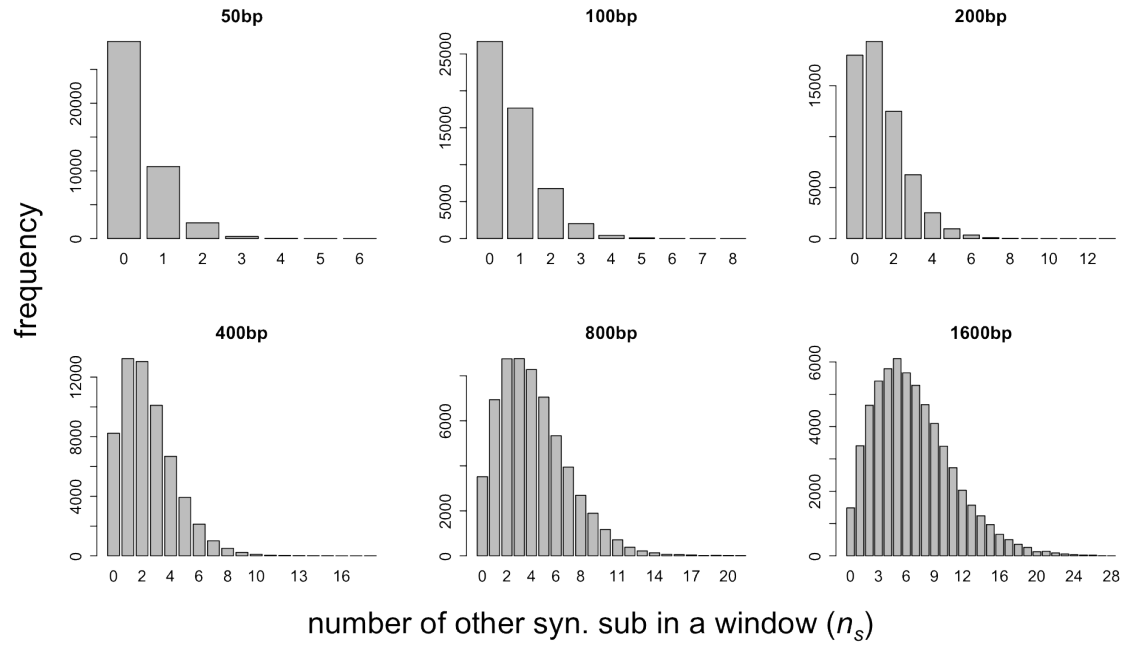 50bp 100bp 200bp
0 10000 20000
0 1 2 3 4 5 6
0 5000 15000 25000
0 1 2 3 4 5 6 7 8
0 5000 15000
0 2 4 6 8 10 12
frequency
400bp 800bp 1600bp
0 4000 8000 12000
0 2 4 6 8 10 13 16
0 2000 6000
0 2 4 6 8 11 14 17 20
0 2000 4000 6000
0 3 6 9 12 16 20 24 28
number of other syn. sub in a window (ns)